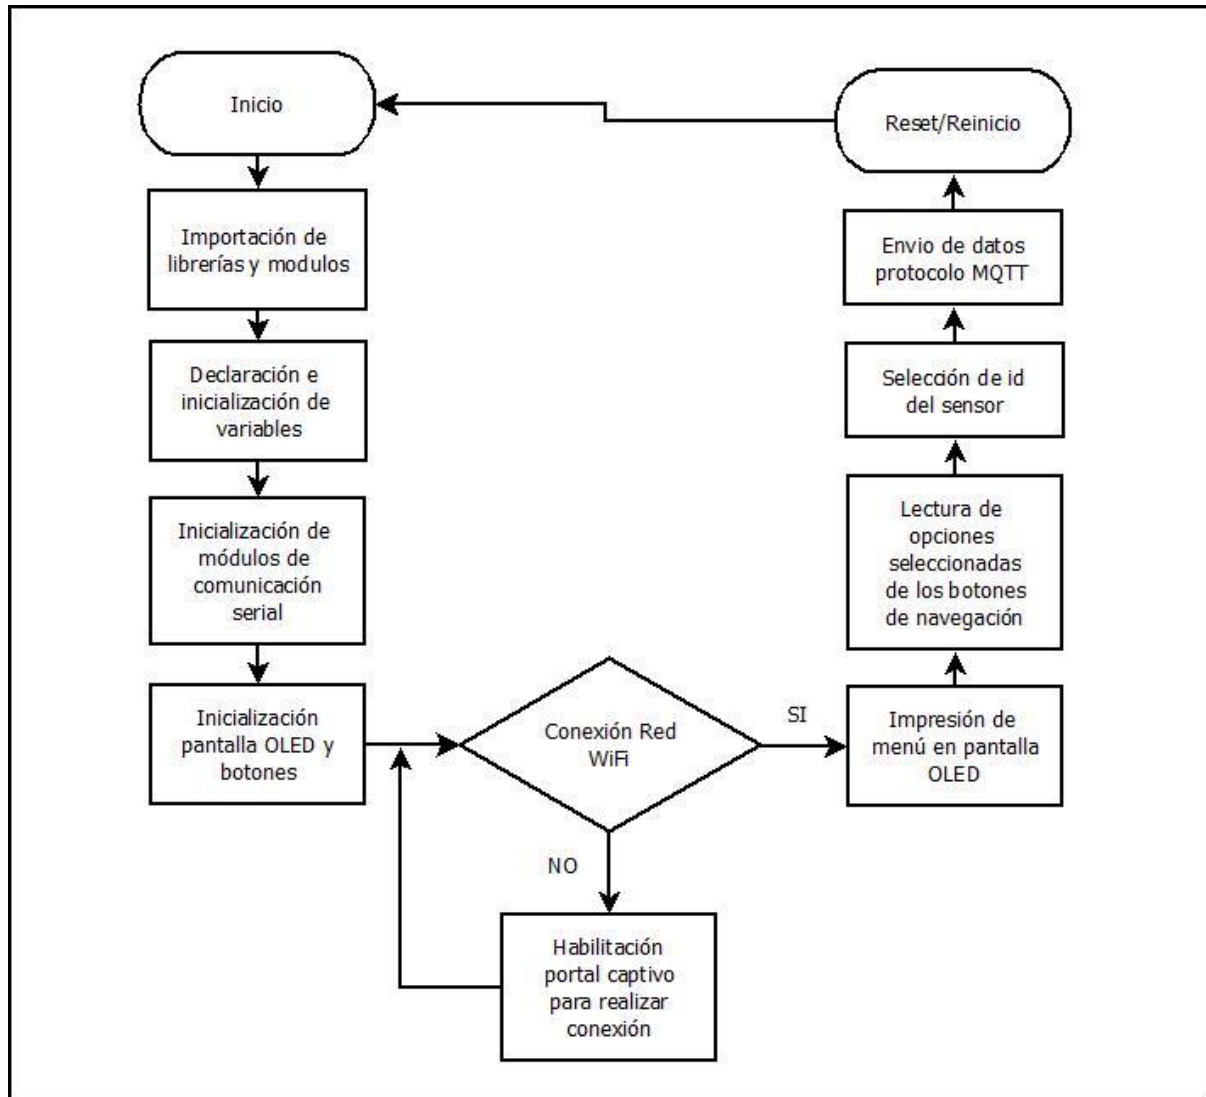 Inicio
Importación de
librerías y modulos
Declaración e
inicialización de
variables
Inicialización de
módulos de
comunicación
serial
Inicialización
pantalla OLED y
botones
Conexión Red
WiFi
NO
Habilitación
portal captivo
para realizar
conexión
SI
Impresión de
menú en pantalla
OLED
Lectura de
opciones
seleccionadas
de los botones
de navegación
Selección de id
del sensor
Envio de datos
protocolo MQTT
Reset/Reinicio